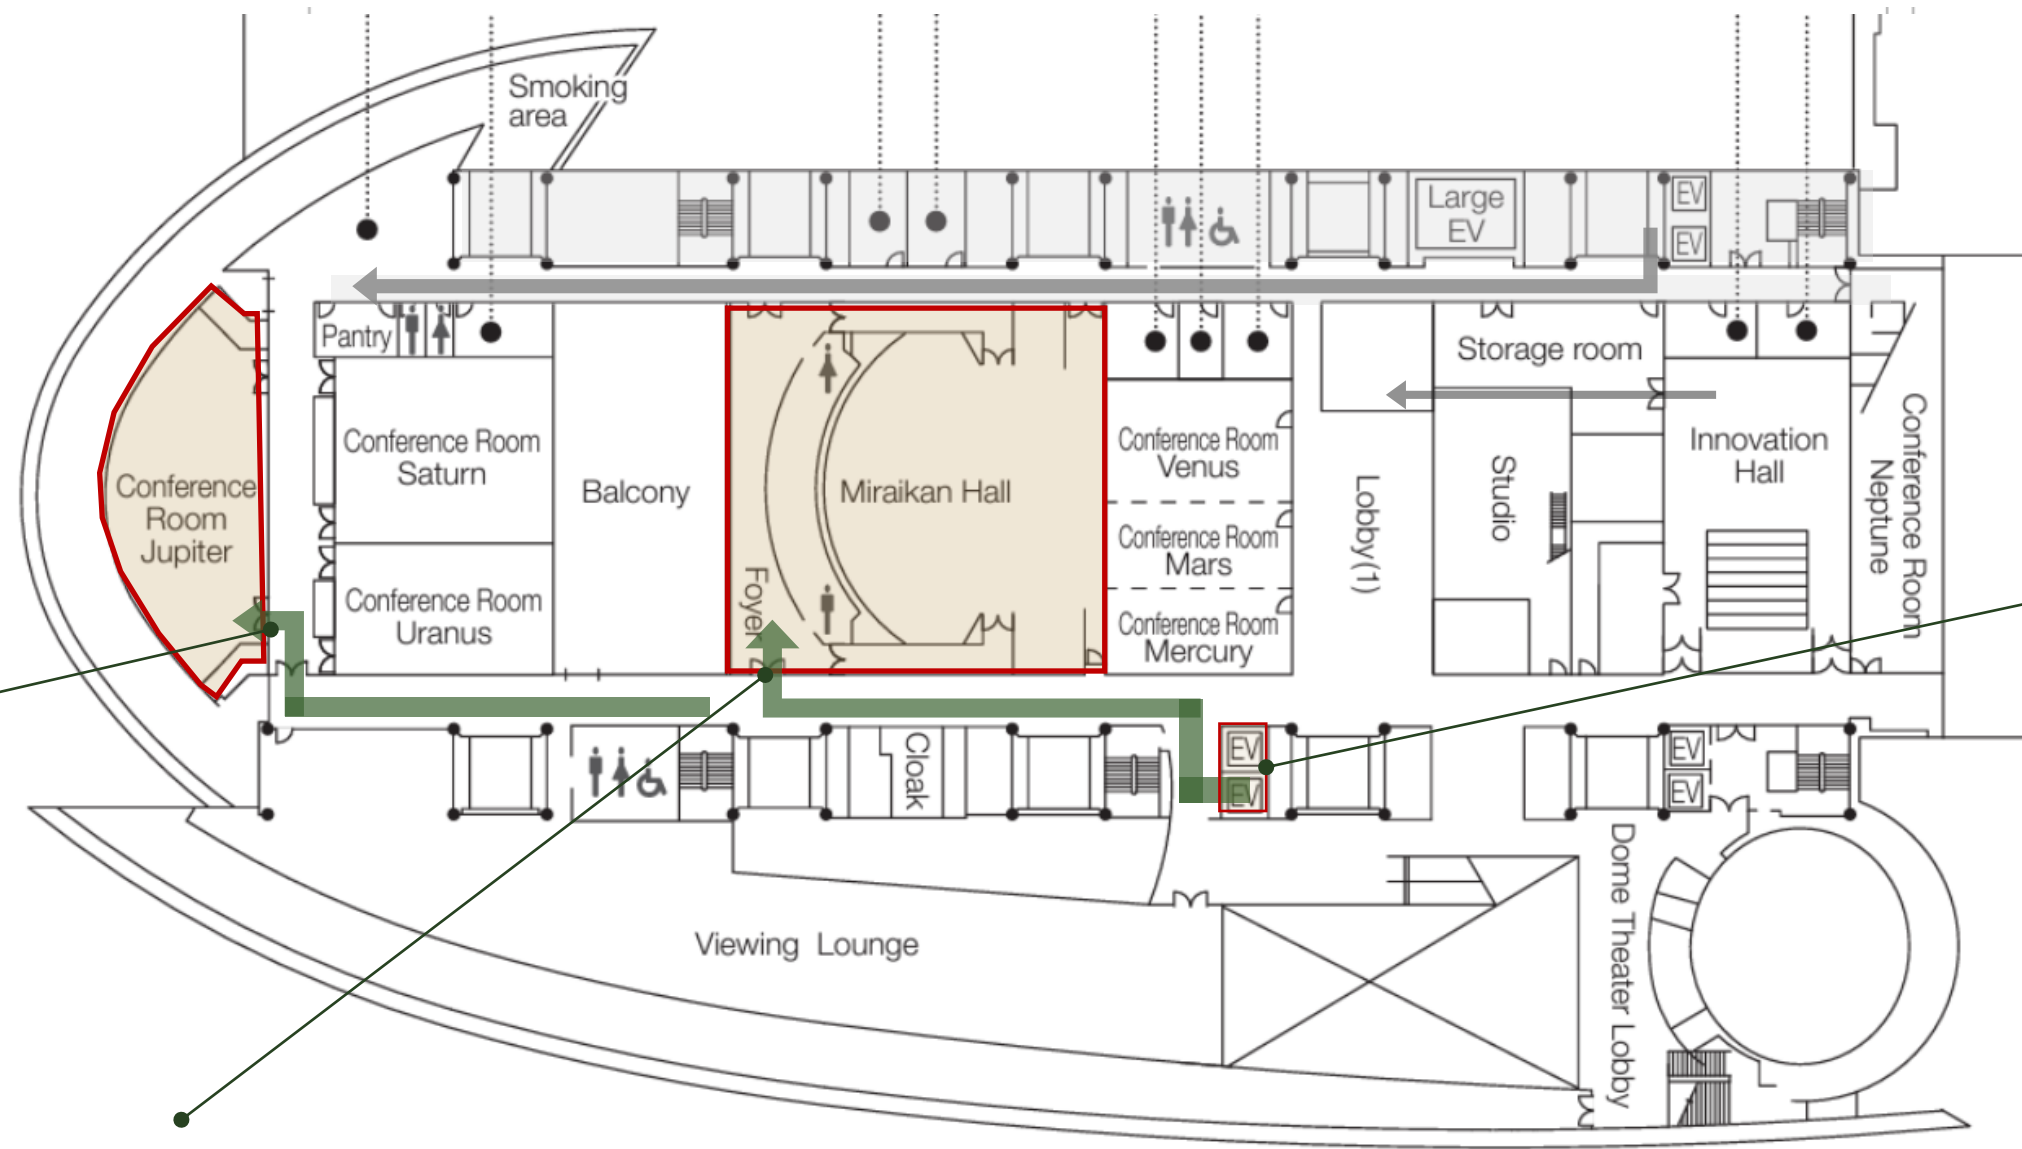 Smoking
area
Large
EV
EV
EV
Pantry
Storage room
Conference Room
Saturn
Balcony
Miraikan Hall
Conference Room
Venus
Innovation
Hall
Conference
Room
Jupiter
Conference Room
Mars
Lobby(1)
Studio
Conference Room
Neptune
Conference Room
Uranus
Foyer
Conference Room
Mercury
Cloak
EV
EV
EV
EV
Viewing Lounge
Dome Theater Lobby